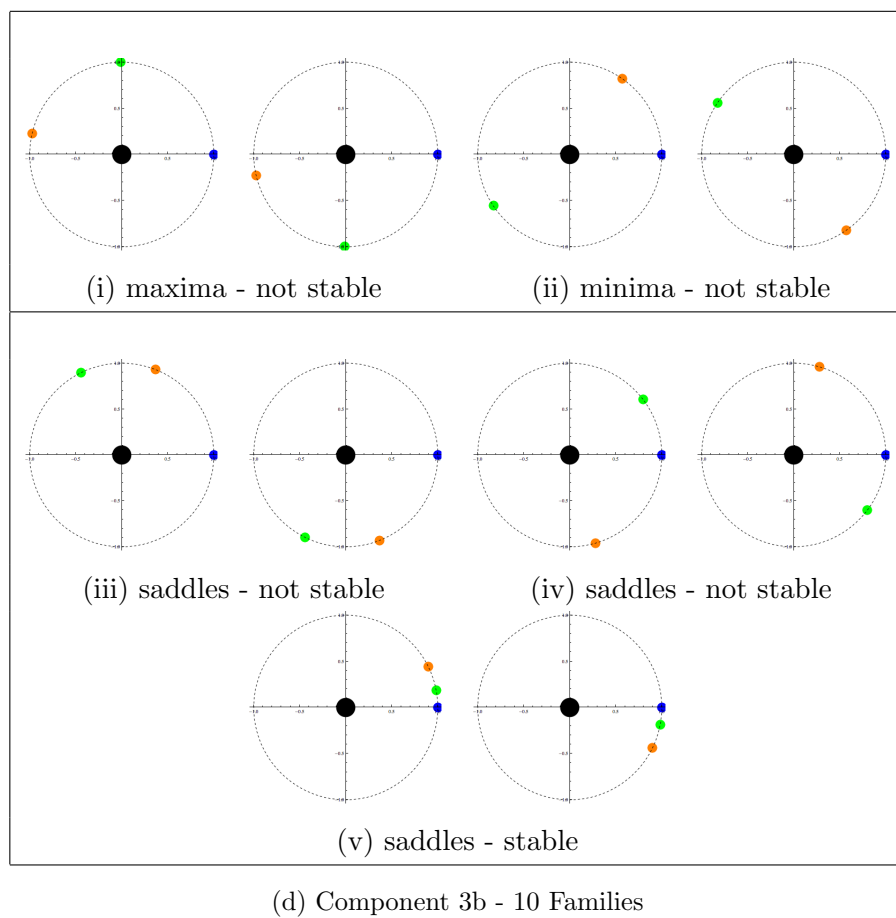 (i) maxima - not stable
(ii) minima - not stable
(iii) saddles - not stable
(iv) saddles - not stable
(v) saddles - stable
(d) Component 3b - 10 Families